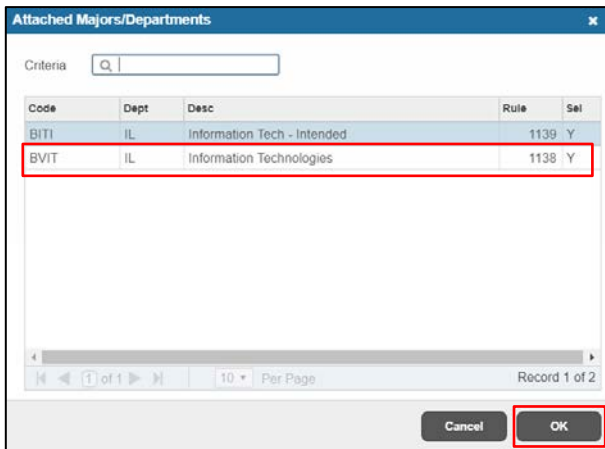 Attached Majors/Departments x
Criteria
Code Dept Desc Rule Sel
BITI IL Information Tech - Intended 1139 Y
BVIT IL Information Technologies 1138 Y
1 of 1 10 Per Page Record 1 of 2
Cancel OK